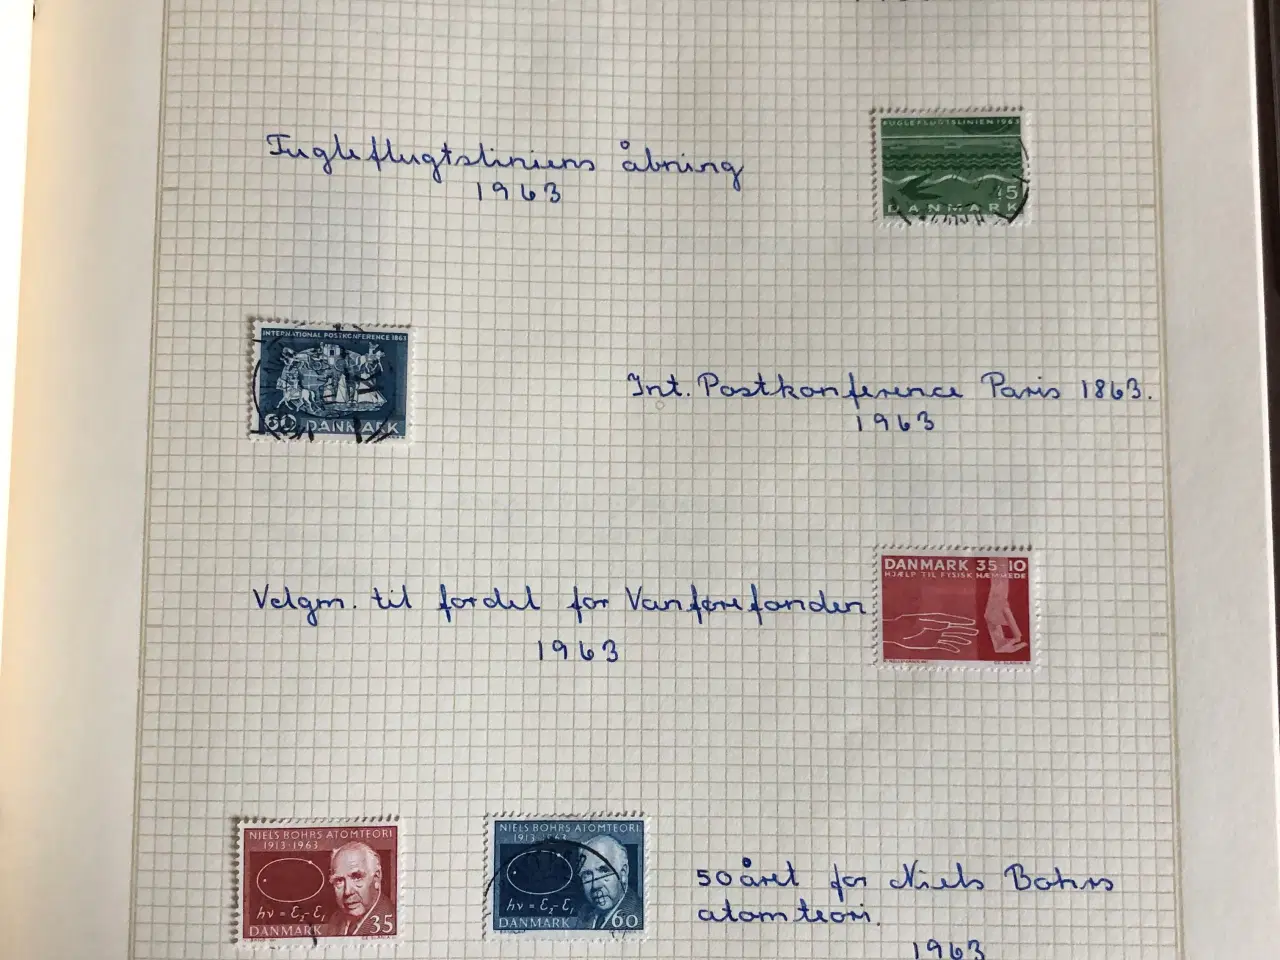 Fugleflugtsliniens åbning
1963
FUGLEFLUGTSLINIEN 1963
15
DANMARK
INTERNATIONAL POSTKONFERENCE 1863
60 DANMARK
Int. Postkonference Paris 1863.
1963
Velgm. til fordel for Vanførefonden
1963
DANMARK 35+10
HJÆLP TIL FYSISK HÆMMEDE
NIELS BOHRS ATOMTEORI
1913·1963
hν = E2-E1
35
DANMARK
NIELS BOHRS ATOMTEORI
1913·1963
hν = E2-E1
60
DANMARK
50 året for Niels Bohrs
atomteori.
1963